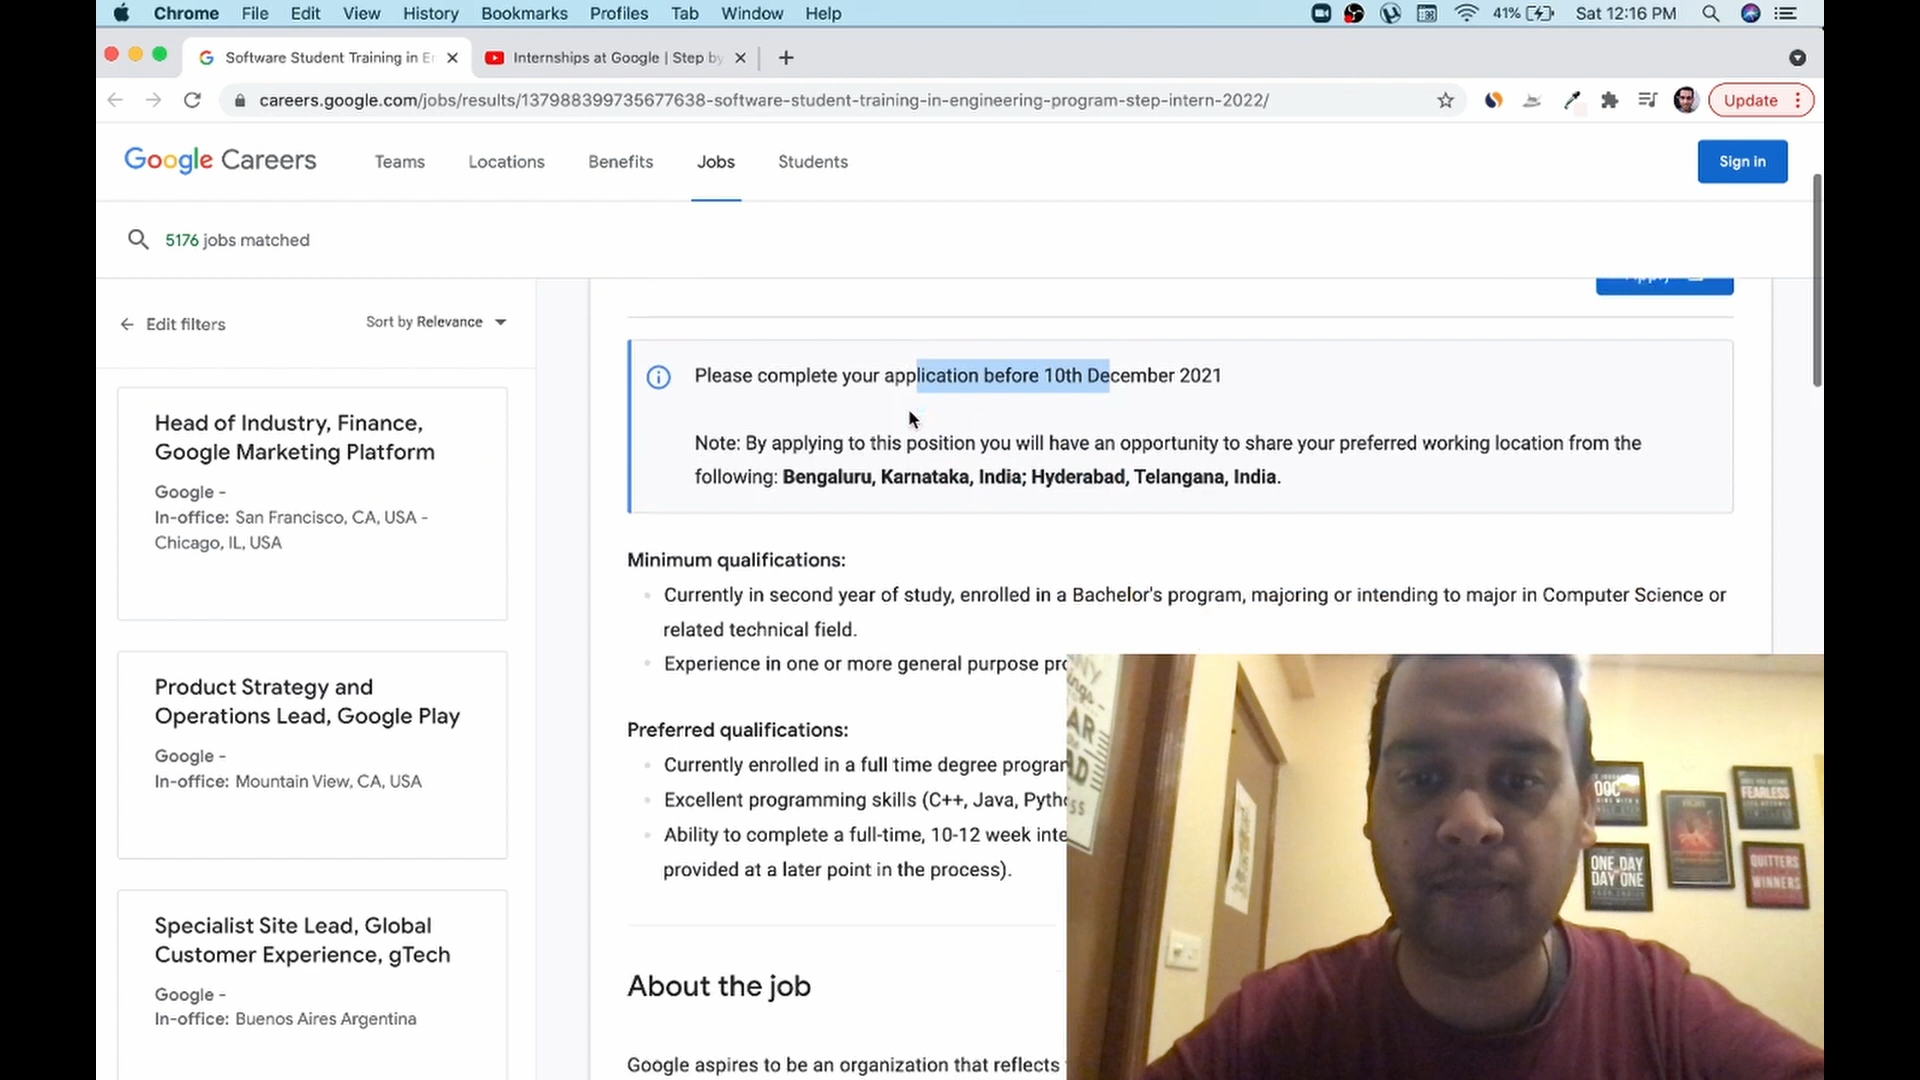 Chrome File Edit View History Bookmarks Profiles Tab Window Help 41% Sat 12:16 PM
Software Student Training in E Internships at Google | Step by
careers.google.com/jobs/results/137988399735677638-software-student-training-in-engineering-program-step-intern-2022/ Update
Google Careers Teams Locations Benefits Jobs Students Sign in
5176 jobs matched
Apply
Edit filters Sort by Relevance
Please complete your application before 10th December 2021
Note: By applying to this position you will have an opportunity to share your preferred working location from the
following: Bengaluru, Karnataka, India; Hyderabad, Telangana, India.
Head of Industry, Finance,
Google Marketing Platform
Google -
In-office: San Francisco, CA, USA -
Chicago, IL, USA
Minimum qualifications:
Currently in second year of study, enrolled in a Bachelor's program, majoring or intending to major in Computer Science or
related technical field.
Experience in one or more general purpose pro
Product Strategy and
Operations Lead, Google Play
Google -
In-office: Mountain View, CA, USA
Preferred qualifications:
Currently enrolled in a full time degree program
Excellent programming skills (C++, Java, Pyth
Ability to complete a full-time, 10-12 week inte
provided at a later point in the process).
Specialist Site Lead, Global
Customer Experience, gTech
Google -
In-office: Buenos Aires Argentina
About the job
Google aspires to be an organization that reflects
FEARLESS
ONE DAY
DAY ONE
QUITTERS
WINNERS